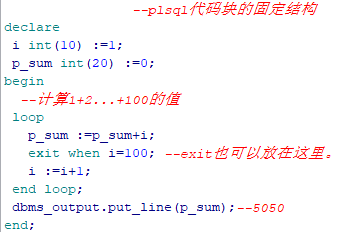 --plsql代码块的固定结构
declare
i int(10) :=1;
p_sum int(20) :=0;
begin
--计算1+2...+100的值
loop
p_sum :=p_sum+i;
exit when i=100; --exit也可以放在这里。
i :=i+1;
end loop;
dbms_output.put_line(p_sum);--5050
end;